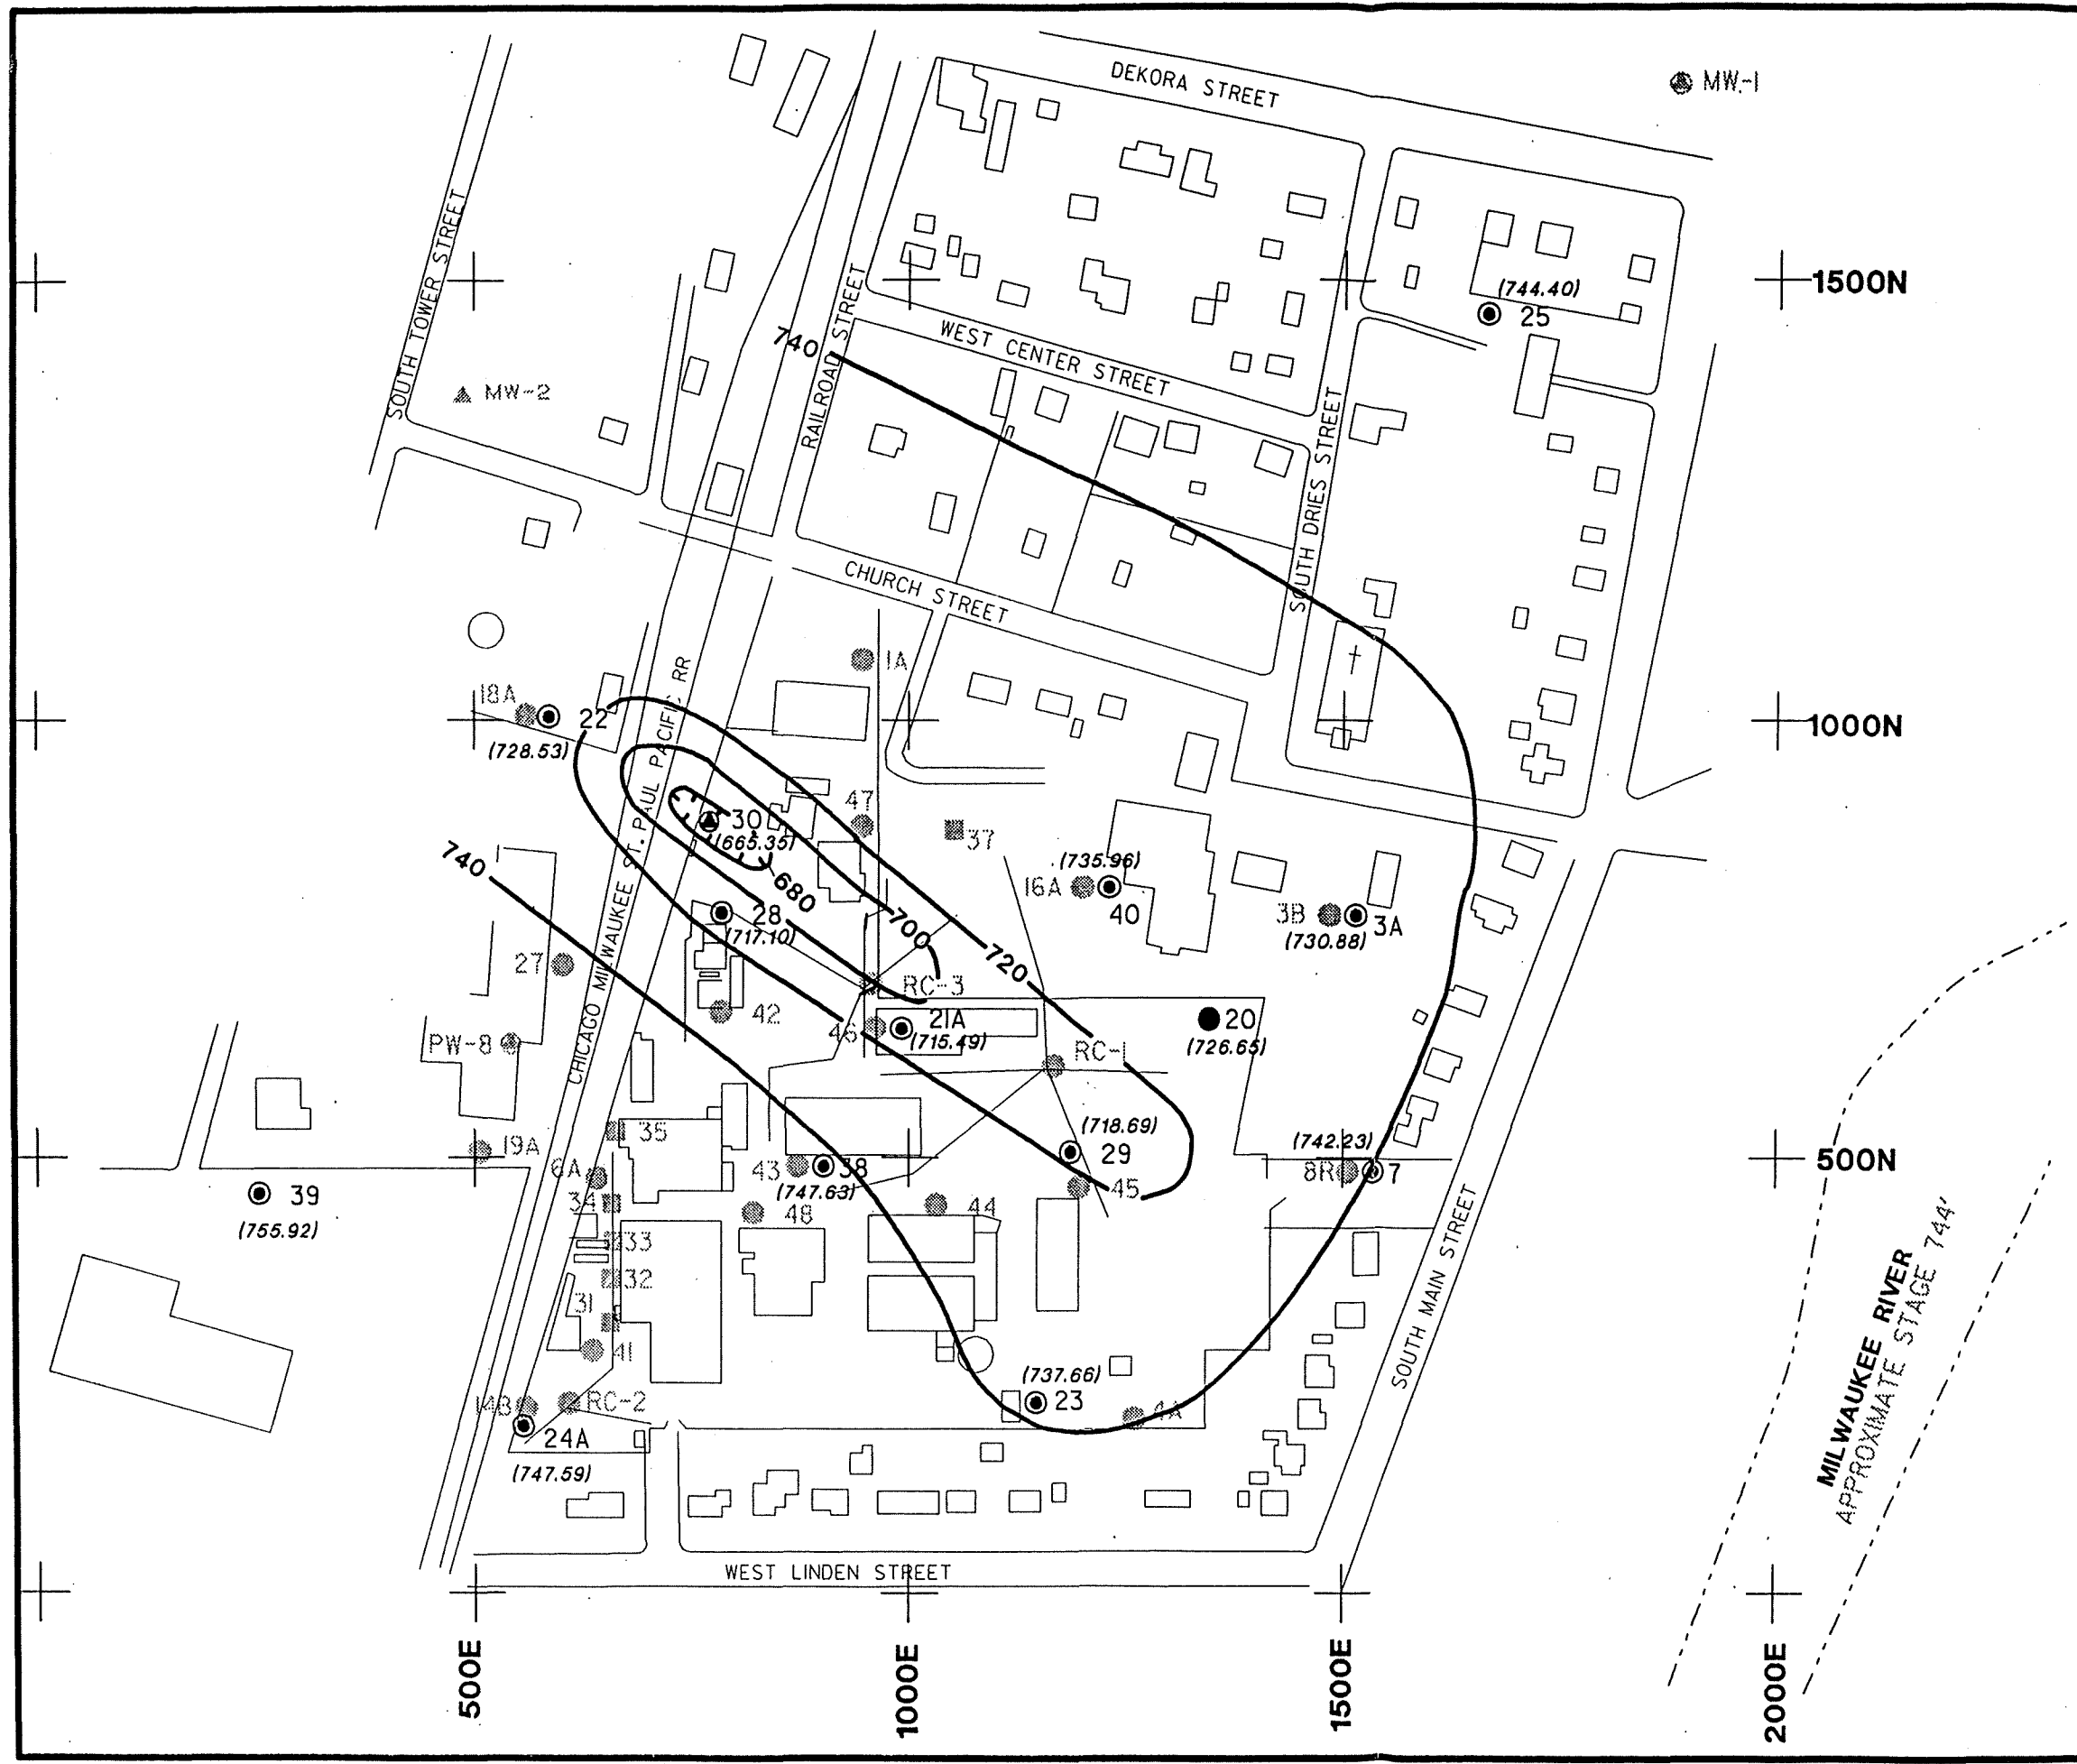 DEKORA STREET
MW-1
SOUTH TOWER STREET
1500N
(744.40)
25
RAILROAD STREET
WEST CENTER STREET
740
MW-2
SOUTH DRIES STREET
CHURCH STREET
1A
CHICAGO MILWAUKEE ST. PAUL PACIFIC RR
18A
22
(728.53)
1000N
47
30
(665.35)
37
740
(735.96)
680
16A
40
3B
3A
(730.88)
28
(717.10)
700
720
27
RC-3
42
46
21A
(715.49)
20
(726.65)
PW-8
RC-1
35
(718.69)
29
(742.23)
8R
7
500N
19A
6A
43
38
(747.63)
45
39
(755.92)
34
48
44
33
32
31
41
SOUTH MAIN STREET
MILWAUKEE RIVER
APPROXIMATE STAGE 744'
(737.66)
23
4A
14B
RC-2
24A
(747.59)
WEST LINDEN STREET
500E
1000E
1500E
2000E